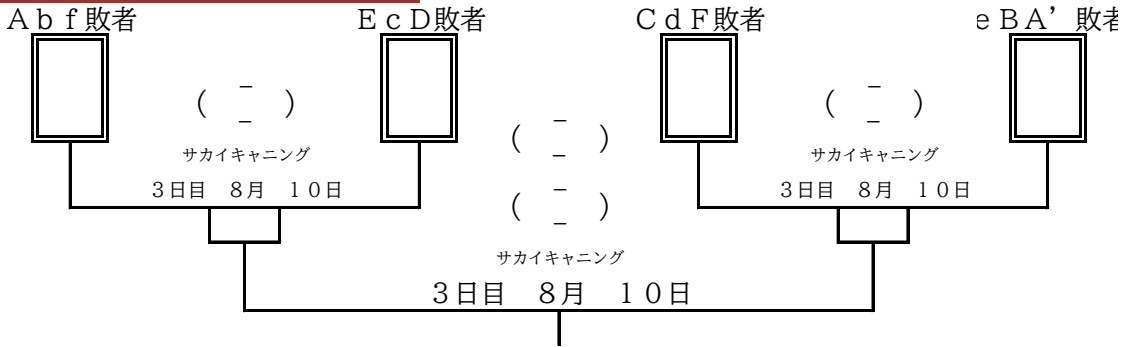 Ａｂｆ敗者
ＥｃＤ敗者
ＣｄＦ敗者
ｅＢＡ’敗者
（ － － ）
（ － － ）
（ － － ）
（ － － ）
サカイキャニング
サカイキャニング
３日目　８月　１０日
３日目　８月　１０日
サカイキャニング
３日目　８月　１０日